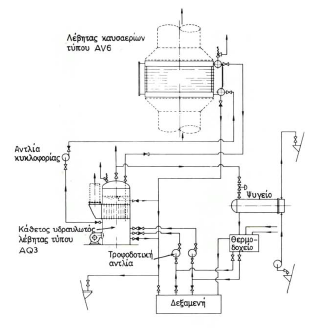 Λέβητας καυσαερίων
τύπου AV6
Αντλία
κυκλοφορίας
Ψυγείο
Κάθετος υδραυλωτός
λέβητας τύπου
AQ3
Θερμο-
δοχείο
Τροφοδοτική
αντλία
Δεξαμενή